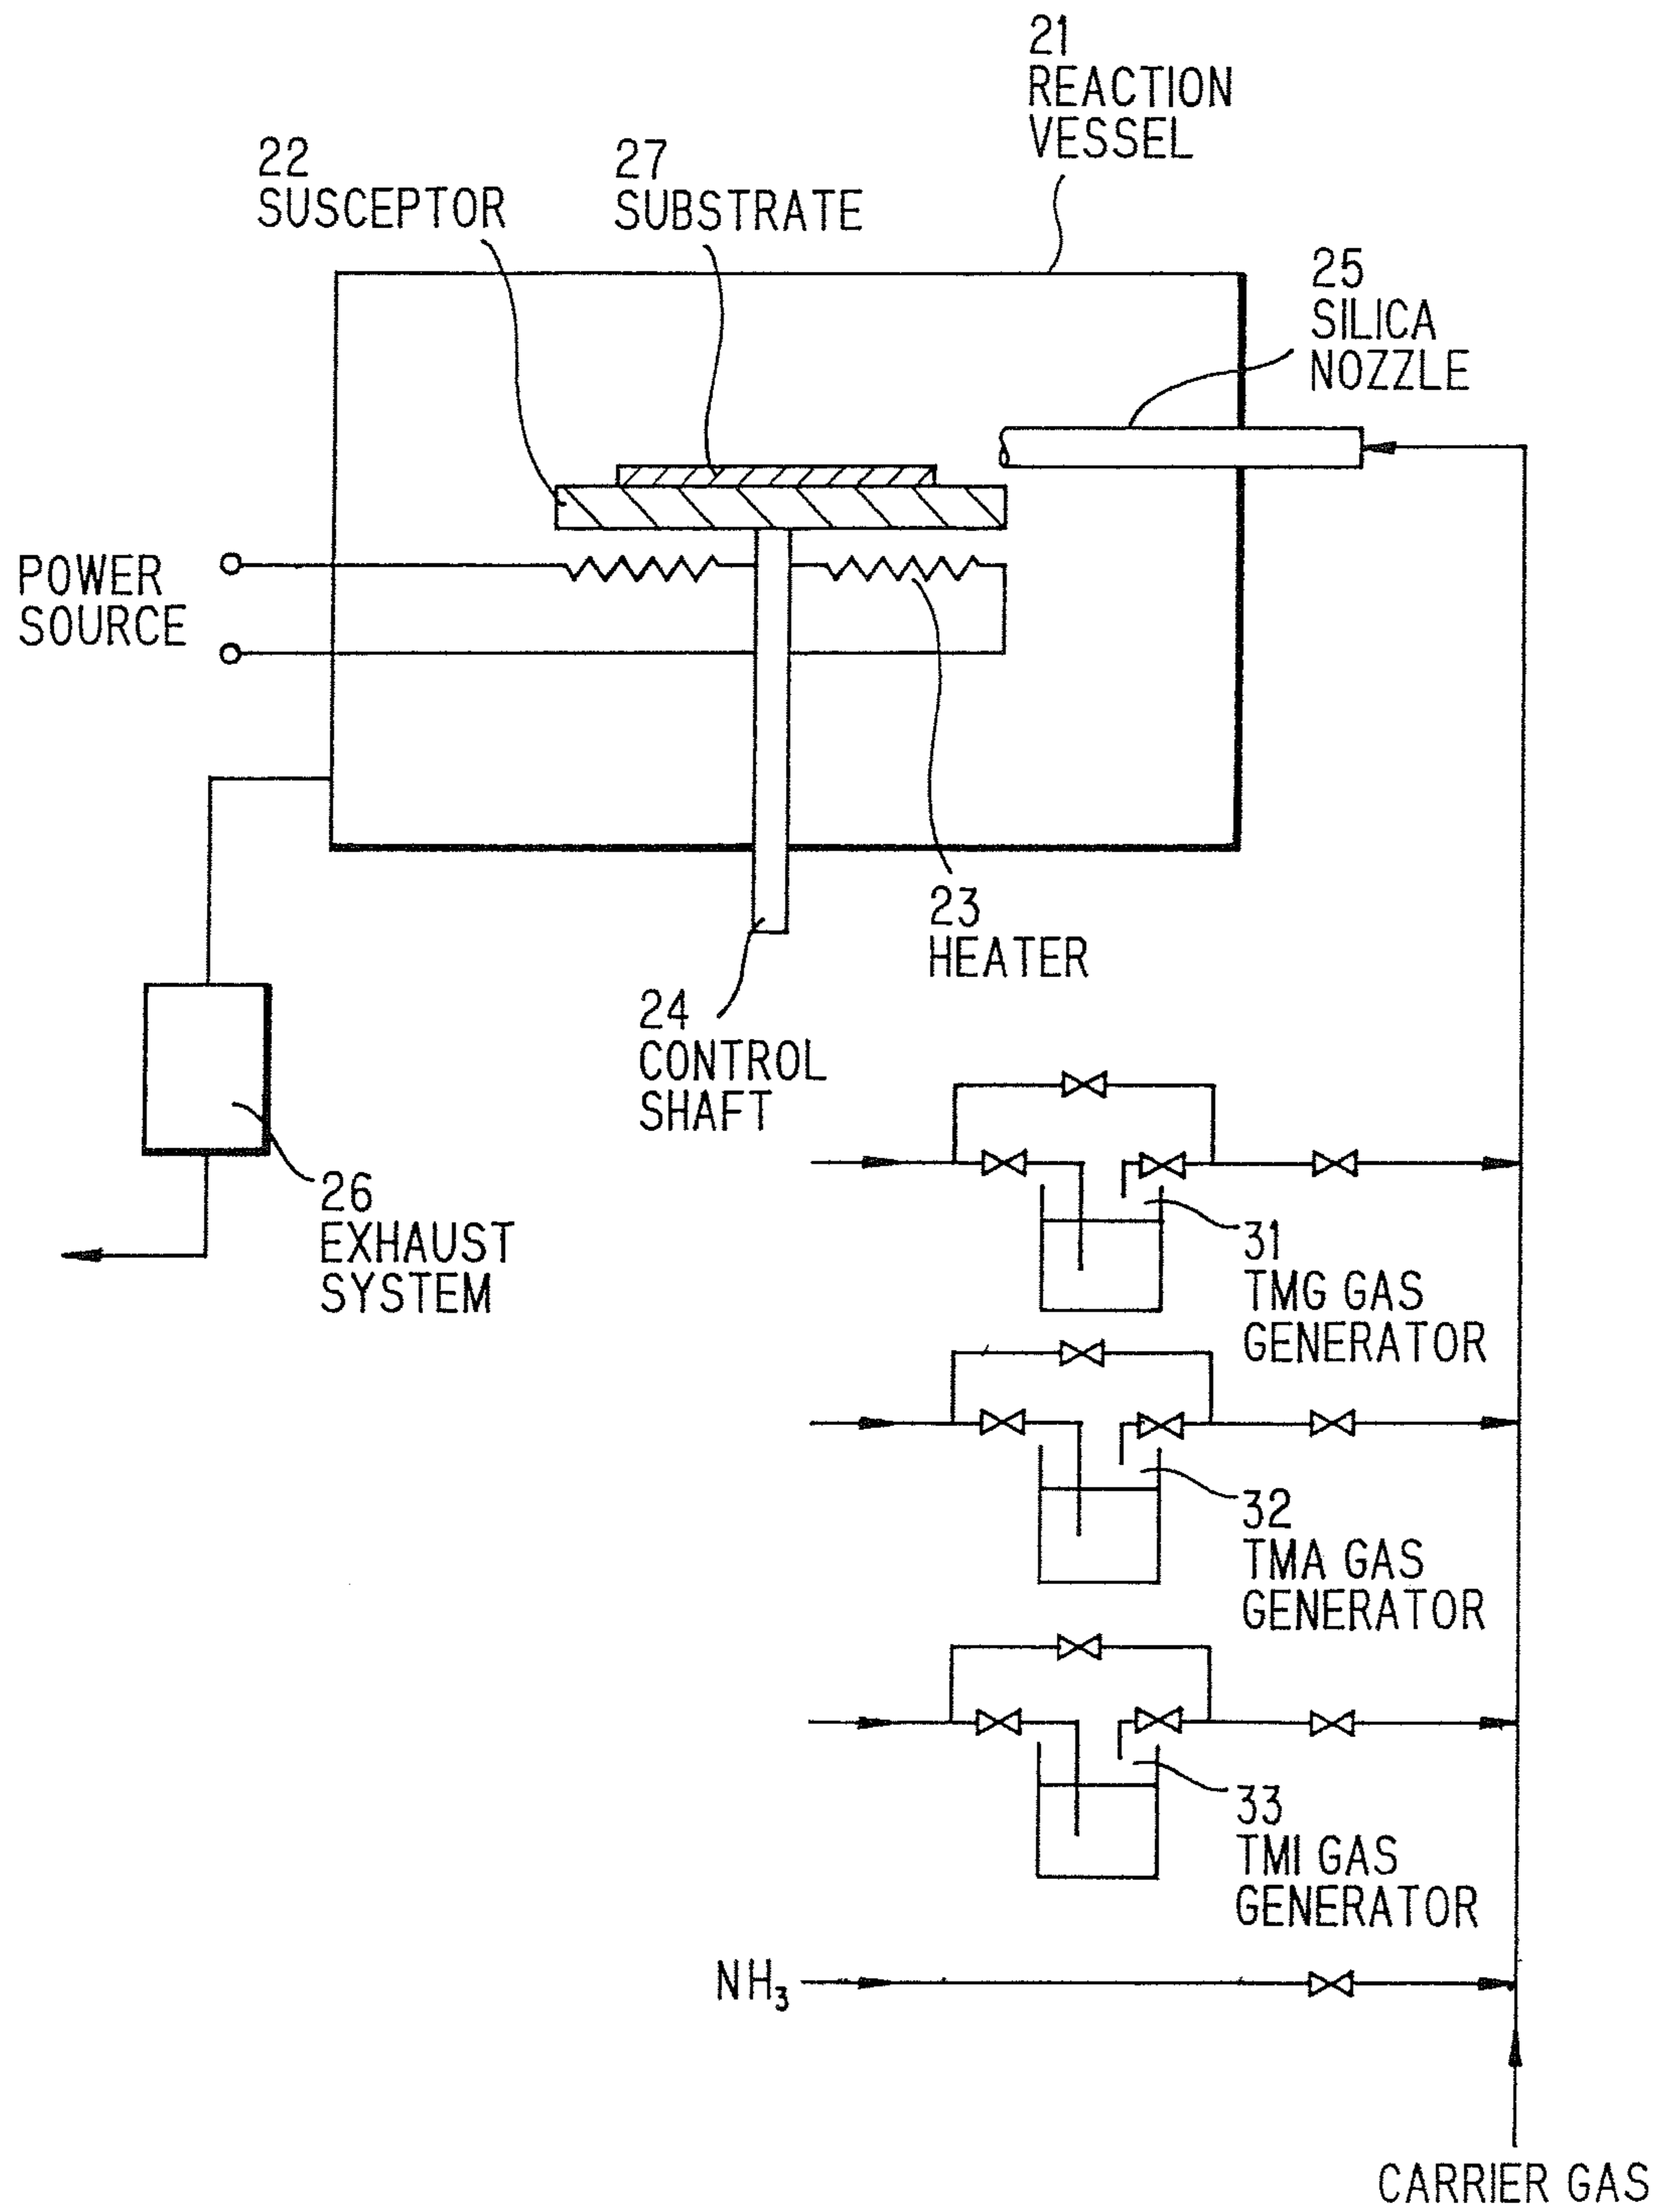 21
REACTION
VESSEL
22
SUSCEPTOR
27
SUBSTRATE
25
SILICA
NOZZLE
POWER
SOURCE
23
HEATER
24
CONTROL
SHAFT
26
EXHAUST
SYSTEM
31
TMG GAS
GENERATOR
32
TMA GAS
GENERATOR
33
TMI GAS
GENERATOR
NH₃
CARRIER GAS